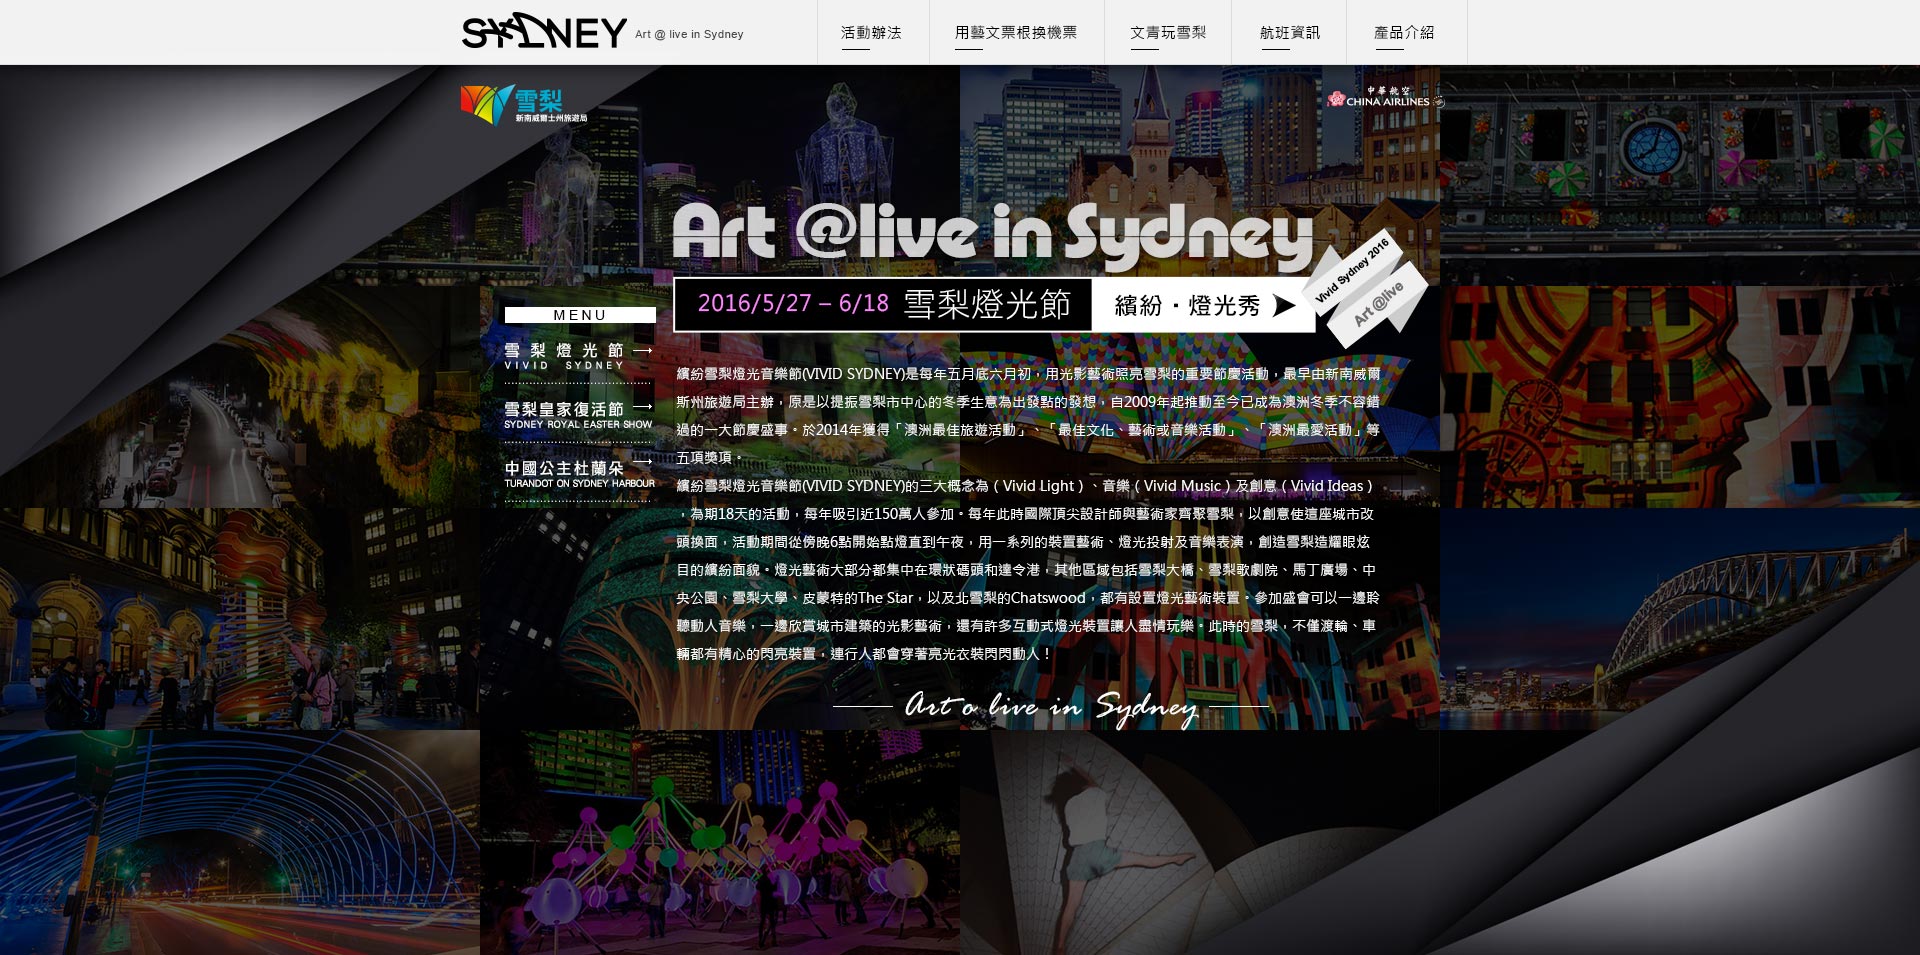 SYDNEY
Art @ live in Sydney
活動辦法
用藝文票根換機票
文青玩雪梨
航班資訊
產品介紹
雪梨
新南威爾士州旅遊局
中華航空
CHINA AIRLINES
Art @live in Sydney
2016/5/27 – 6/18 雪梨燈光節
繽紛・燈光秀
Vivid Sydney 2016
Art @live
MENU
雪梨燈光節
VIVID SYDNEY
雪梨皇家復活節
SYDNEY ROYAL EASTER SHOW
中國公主杜蘭朵
TURANDOT ON SYDNEY HARBOUR
繽紛雪梨燈光音樂節(VIVID SYDNEY)是每年五月底六月初，用光影藝術照亮雪梨的重要節慶活動，最早由新南威爾
斯州旅遊局主辦，原是以提振雪梨市中心的冬季生意為出發點的發想，自2009年起推動至今已成為澳洲冬季不容錯
過的一大節慶盛事。於2014年獲得「澳洲最佳旅遊活動」、「最佳文化、藝術或音樂活動」、「澳洲最愛活動」等
五項獎項。
繽紛雪梨燈光音樂節(VIVID SYDNEY)的三大概念為（Vivid Light）、音樂（Vivid Music）及創意（Vivid Ideas）
，為期18天的活動，每年吸引近150萬人參加。每年此時國際頂尖設計師與藝術家齊聚雪梨，以創意使這座城市改
頭換面，活動期間從傍晚6點開始點燈直到午夜，用一系列的裝置藝術、燈光投射及音樂表演，創造雪梨造耀眼炫
目的繽紛面貌。燈光藝術大部分都集中在環狀碼頭和達令港，其他區域包括雪梨大橋、雪梨歌劇院、馬丁廣場、中
央公園、雪梨大學、皮蒙特的The Star，以及北雪梨的Chatswood，都有設置燈光藝術裝置。參加盛會可以一邊聆
聽動人音樂，一邊欣賞城市建築的光影藝術，還有許多互動式燈光裝置讓人盡情玩樂。此時的雪梨，不僅渡輪、車
輛都有精心的閃亮裝置，連行人都會穿著亮光衣裝閃閃動人！
Art o live in Sydney